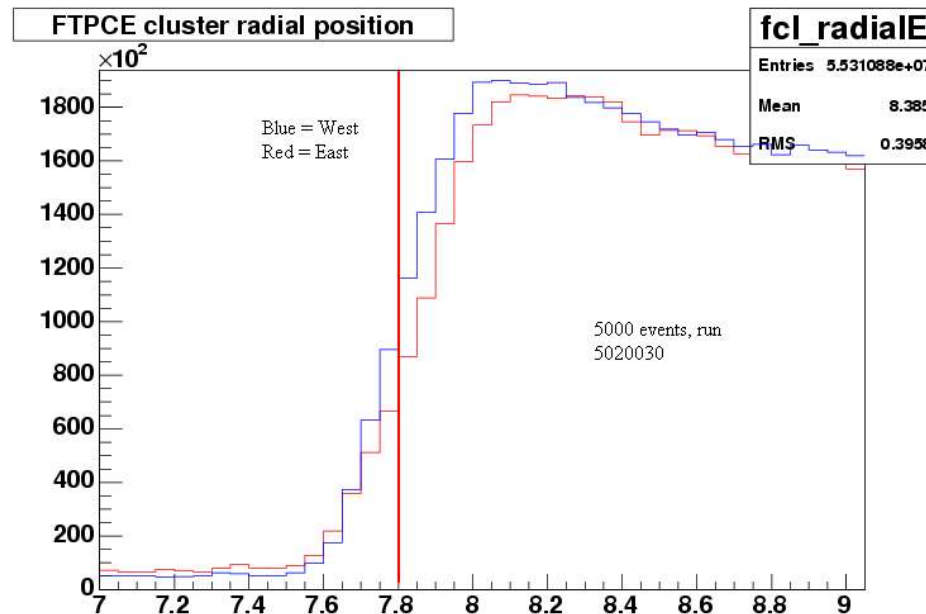 FTPCE cluster radial position
fcl_radialE
Entries 5.531088e+07
Mean 8.385
RMS 0.3958
×10²
Blue = West
Red = East
5000 events, run
5020030
1800
1600
1400
1200
1000
800
600
400
200
0
7 7.2 7.4 7.6 7.8 8 8.2 8.4 8.6 8.8 9